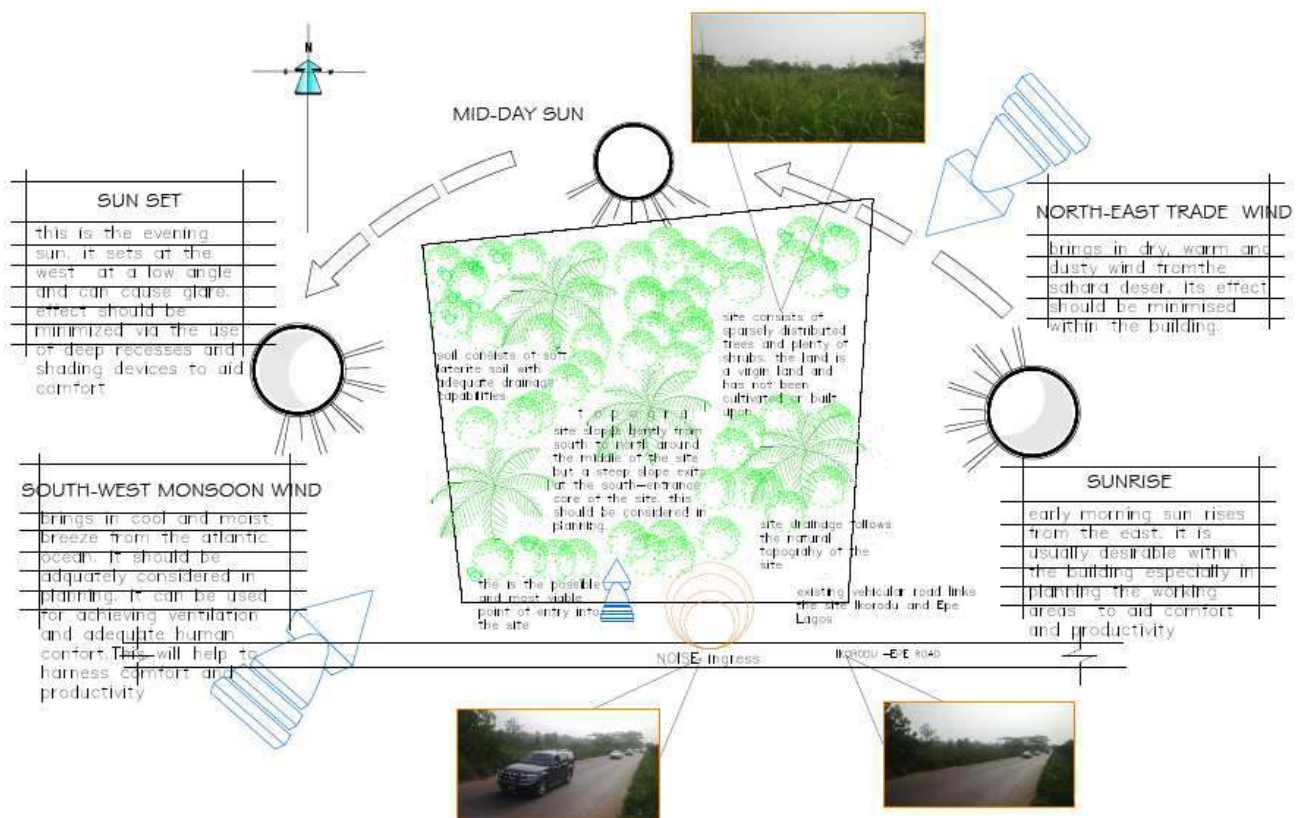 N
MID-DAY SUN
SUN SET
this is the evening
sun. it sets at the
west at a low angle
and can cause glare.
effect should be
minimized via the use
of deep recesses and
shading devices to aid
comfort
NORTH-EAST TRADE WIND
brings in dry, warm and
dusty wind fromthe
sahara deser. its effect
should be minimised
within the building.
site consists of
sparsely distributed
trees and plenty of
shrubs. the land is
a virgin land and
has not been
cultivated or built
upon
soil consists of soft
laterite soil with
adequate drainage
capabilities
t o p o g r a
site slops gently from
south to north around
the middle of the site
but a steep slope exits
at the south-entrance
core of the site. this
should be considered in
planning.
SOUTH-WEST MONSOON WIND
brings in cool and moist
breeze from the atlantic
ocean. it should be
adquately considered in
planning. it can be used
for achieving ventilation
and adequate human
confort.This will help to
harness comfort and
productivity
SUNRISE
early morning sun rises
from the east. it is
usually desirable within
the building especially in
planning the working
areas to aid comfort
and productivity
site drainage follows
the natural
topograhy of the
site
the is the possible
and most viable
point of entry into
the site
existing vehicular road links
the site Ikorodu and Epe
Lagos
NOISE ingress
IKORODU -EPE ROAD